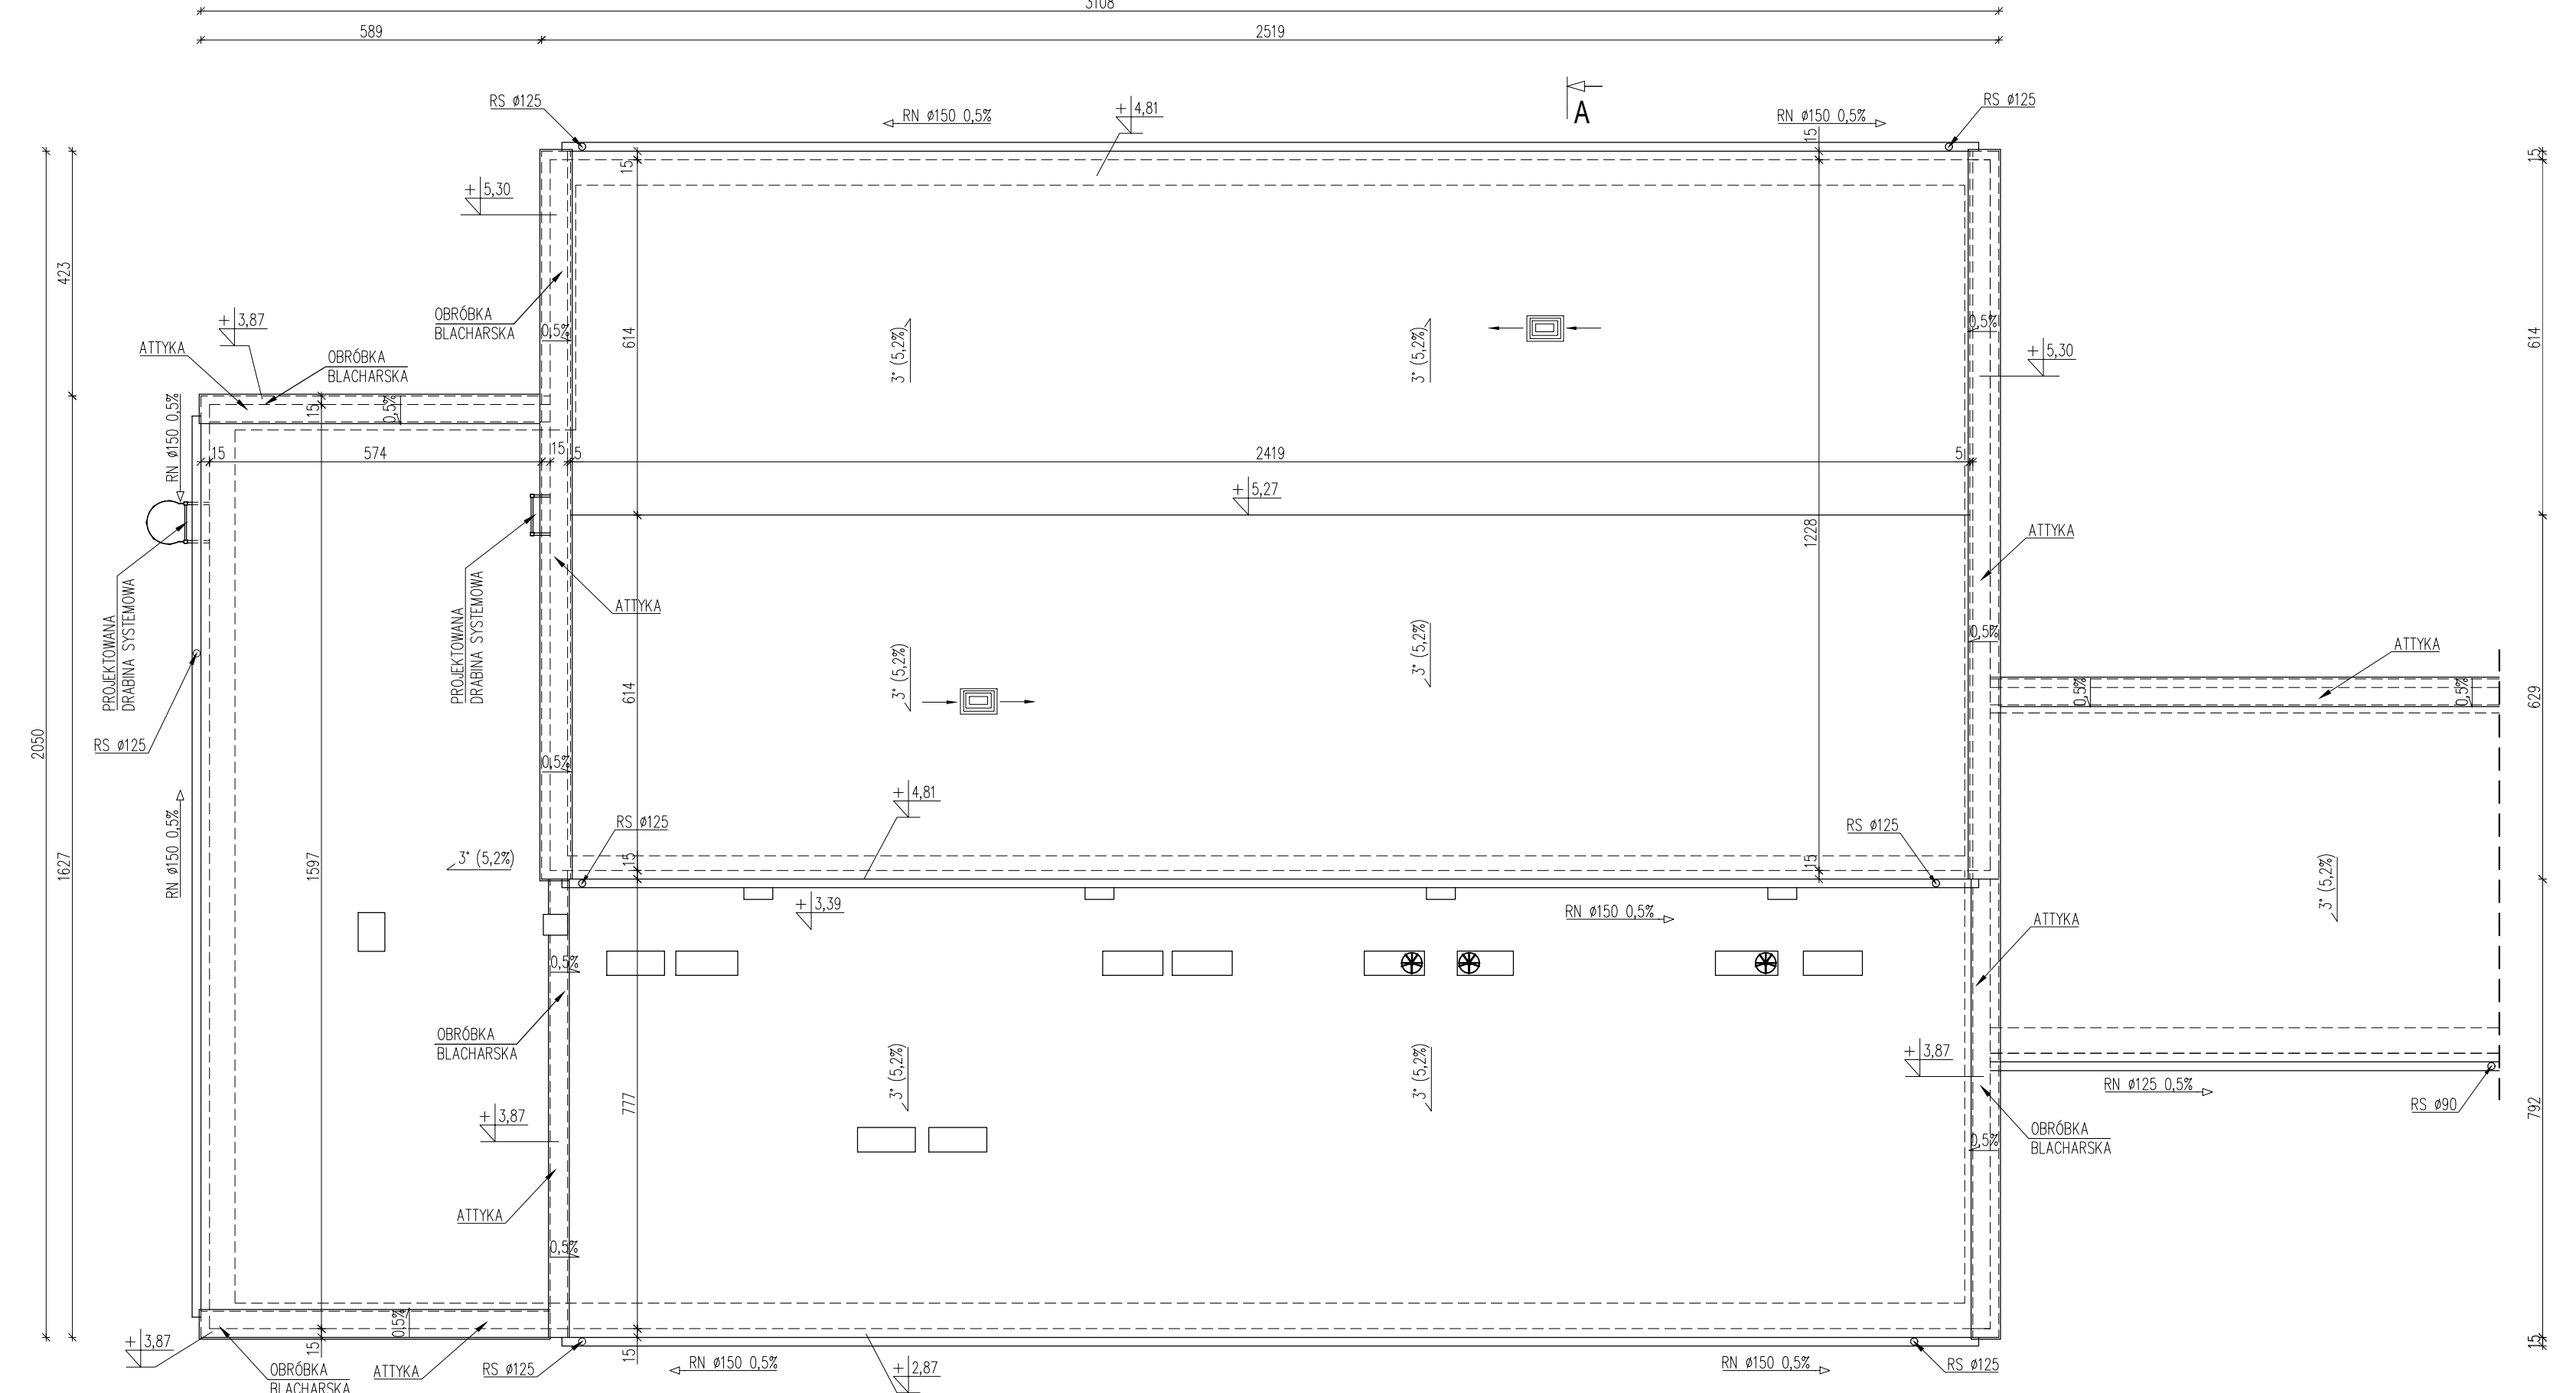 3108
589
2519
RS ø125
RN ø150 0,5%
+ 4,81
A
RN ø150 0,5%
RS ø125
15
15
15
+ 5,30
423
OBRÓBKA
BLACHARSKA
0,5%
614
3° (5,2%)
3° (5,2%)
0,5%
614
+ 5,30
+ 3,87
ATTYKA
OBRÓBKA
BLACHARSKA
RN ø150 0,5%
15
0,5%
15
574
15
5
2419
5
+ 5,27
1228
ATTYKA
PROJEKTOWANA
DRABINA SYSTEMOWA
PROJEKTOWANA
DRABINA SYSTEMOWA
ATTYKA
3° (5,2%)
3° (5,2%)
0,5%
ATTYKA
0,5%
0,5%
629
614
2050
RS ø125
0,5%
+ 4,81
RS ø125
RS ø125
RN ø150 0,5%
1627
1597
3° (5,2%)
15
15
3° (5,2%)
+ 3,39
RN ø150 0,5%
ATTYKA
0,5%
OBRÓBKA
BLACHARSKA
3° (5,2%)
3° (5,2%)
+ 3,87
RN ø125 0,5%
RS ø90
777
792
+ 3,87
OBRÓBKA
BLACHARSKA
0,5%
ATTYKA
0,5%
0,5%
+ 3,87
15
15
15
OBRÓBKA
BLACHARSKA
ATTYKA
RS ø125
RN ø150 0,5%
+ 2,87
RN ø150 0,5%
RS ø125